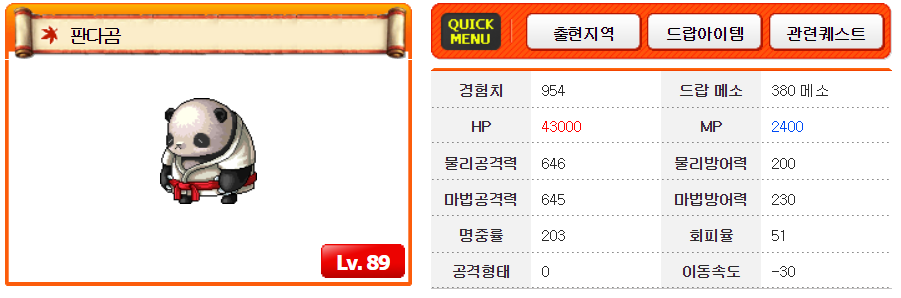 판다곰
Lv. 89
QUICK MENU 출현지역 드랍아이템 관련퀘스트
경험치 954 드랍 메소 380 메소
HP 43000 MP 2400
물리공격력 646 물리방어력 200
마법공격력 645 마법방어력 230
명중률 203 회피율 51
공격형태 0 이동속도 -30